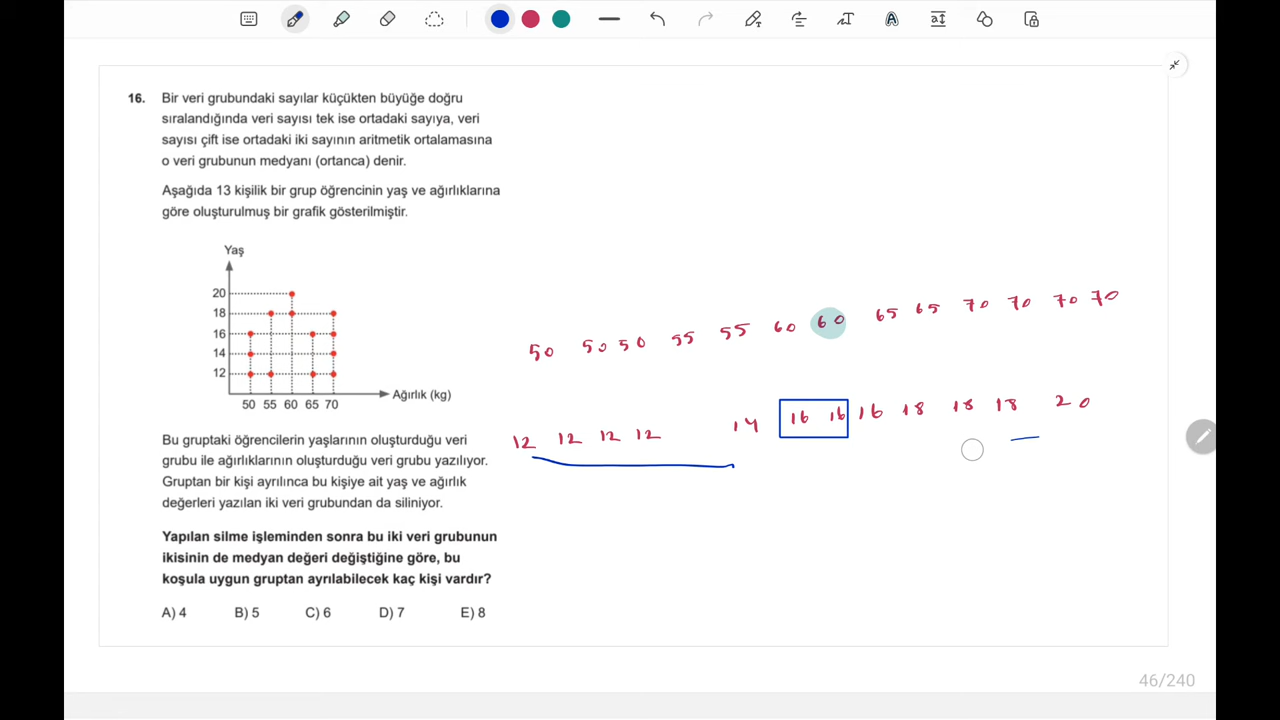 16. Bir veri grubundaki sayılar küçükten büyüğe doğru
sıralandığında veri sayısı tek ise ortadaki sayıya, veri
sayısı çift ise ortadaki iki sayının aritmetik ortalamasına
o veri grubunun medyanı (ortanca) denir.
Aşağıda 13 kişilik bir grup öğrencinin yaş ve ağırlıklarına
göre oluşturulmuş bir grafik gösterilmiştir.
Yaş
20
18
16
14
12
50 55 60 65 70
Ağırlık (kg)
Bu gruptaki öğrencilerin yaşlarının oluşturduğu veri
grubu ile ağırlıklarının oluşturduğu veri grubu yazılıyor.
Gruptan bir kişi ayrılınca bu kişiye ait yaş ve ağırlık
değerleri yazılan iki veri grubundan da siliniyor.
Yapılan silme işleminden sonra bu iki veri grubunun
ikisinin de medyan değeri değiştiğine göre, bu
koşula uygun gruptan ayrılabilecek kaç kişi vardır?
A) 4 B) 5 C) 6 D) 7 E) 8
50 50 50 55 55 60 60 65 65 70 70 70 70
12 12 12 12 14 16 16 16 18 18 18 20
46/240